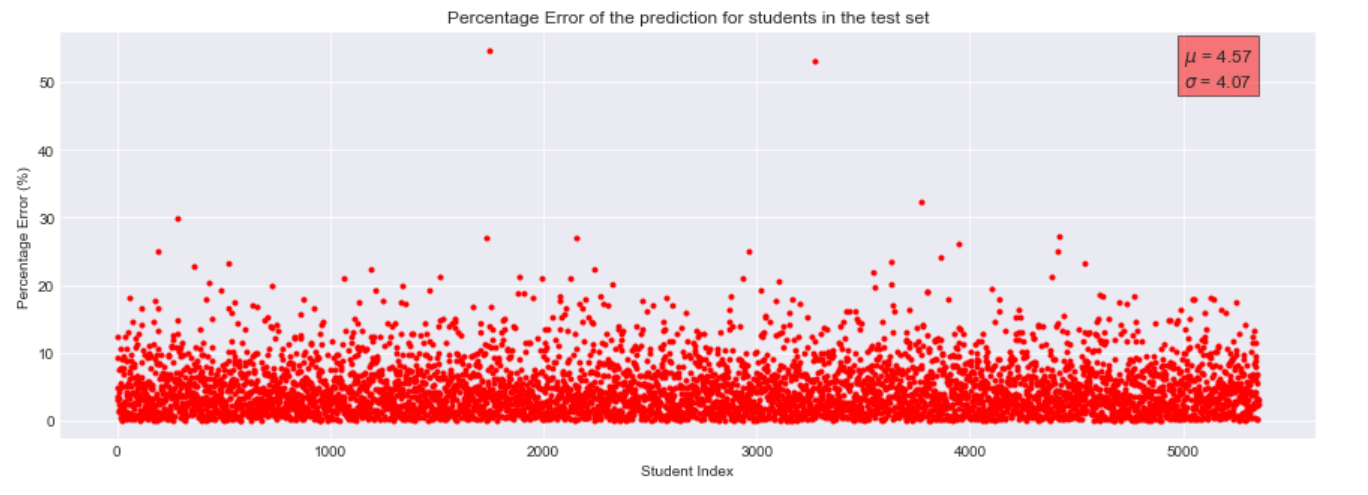 Percentage Error of the prediction for students in the test set
μ = 4.57
σ = 4.07
Percentage Error (%)
50
40
30
20
10
0
0 1000 2000 3000 4000 5000
Student Index